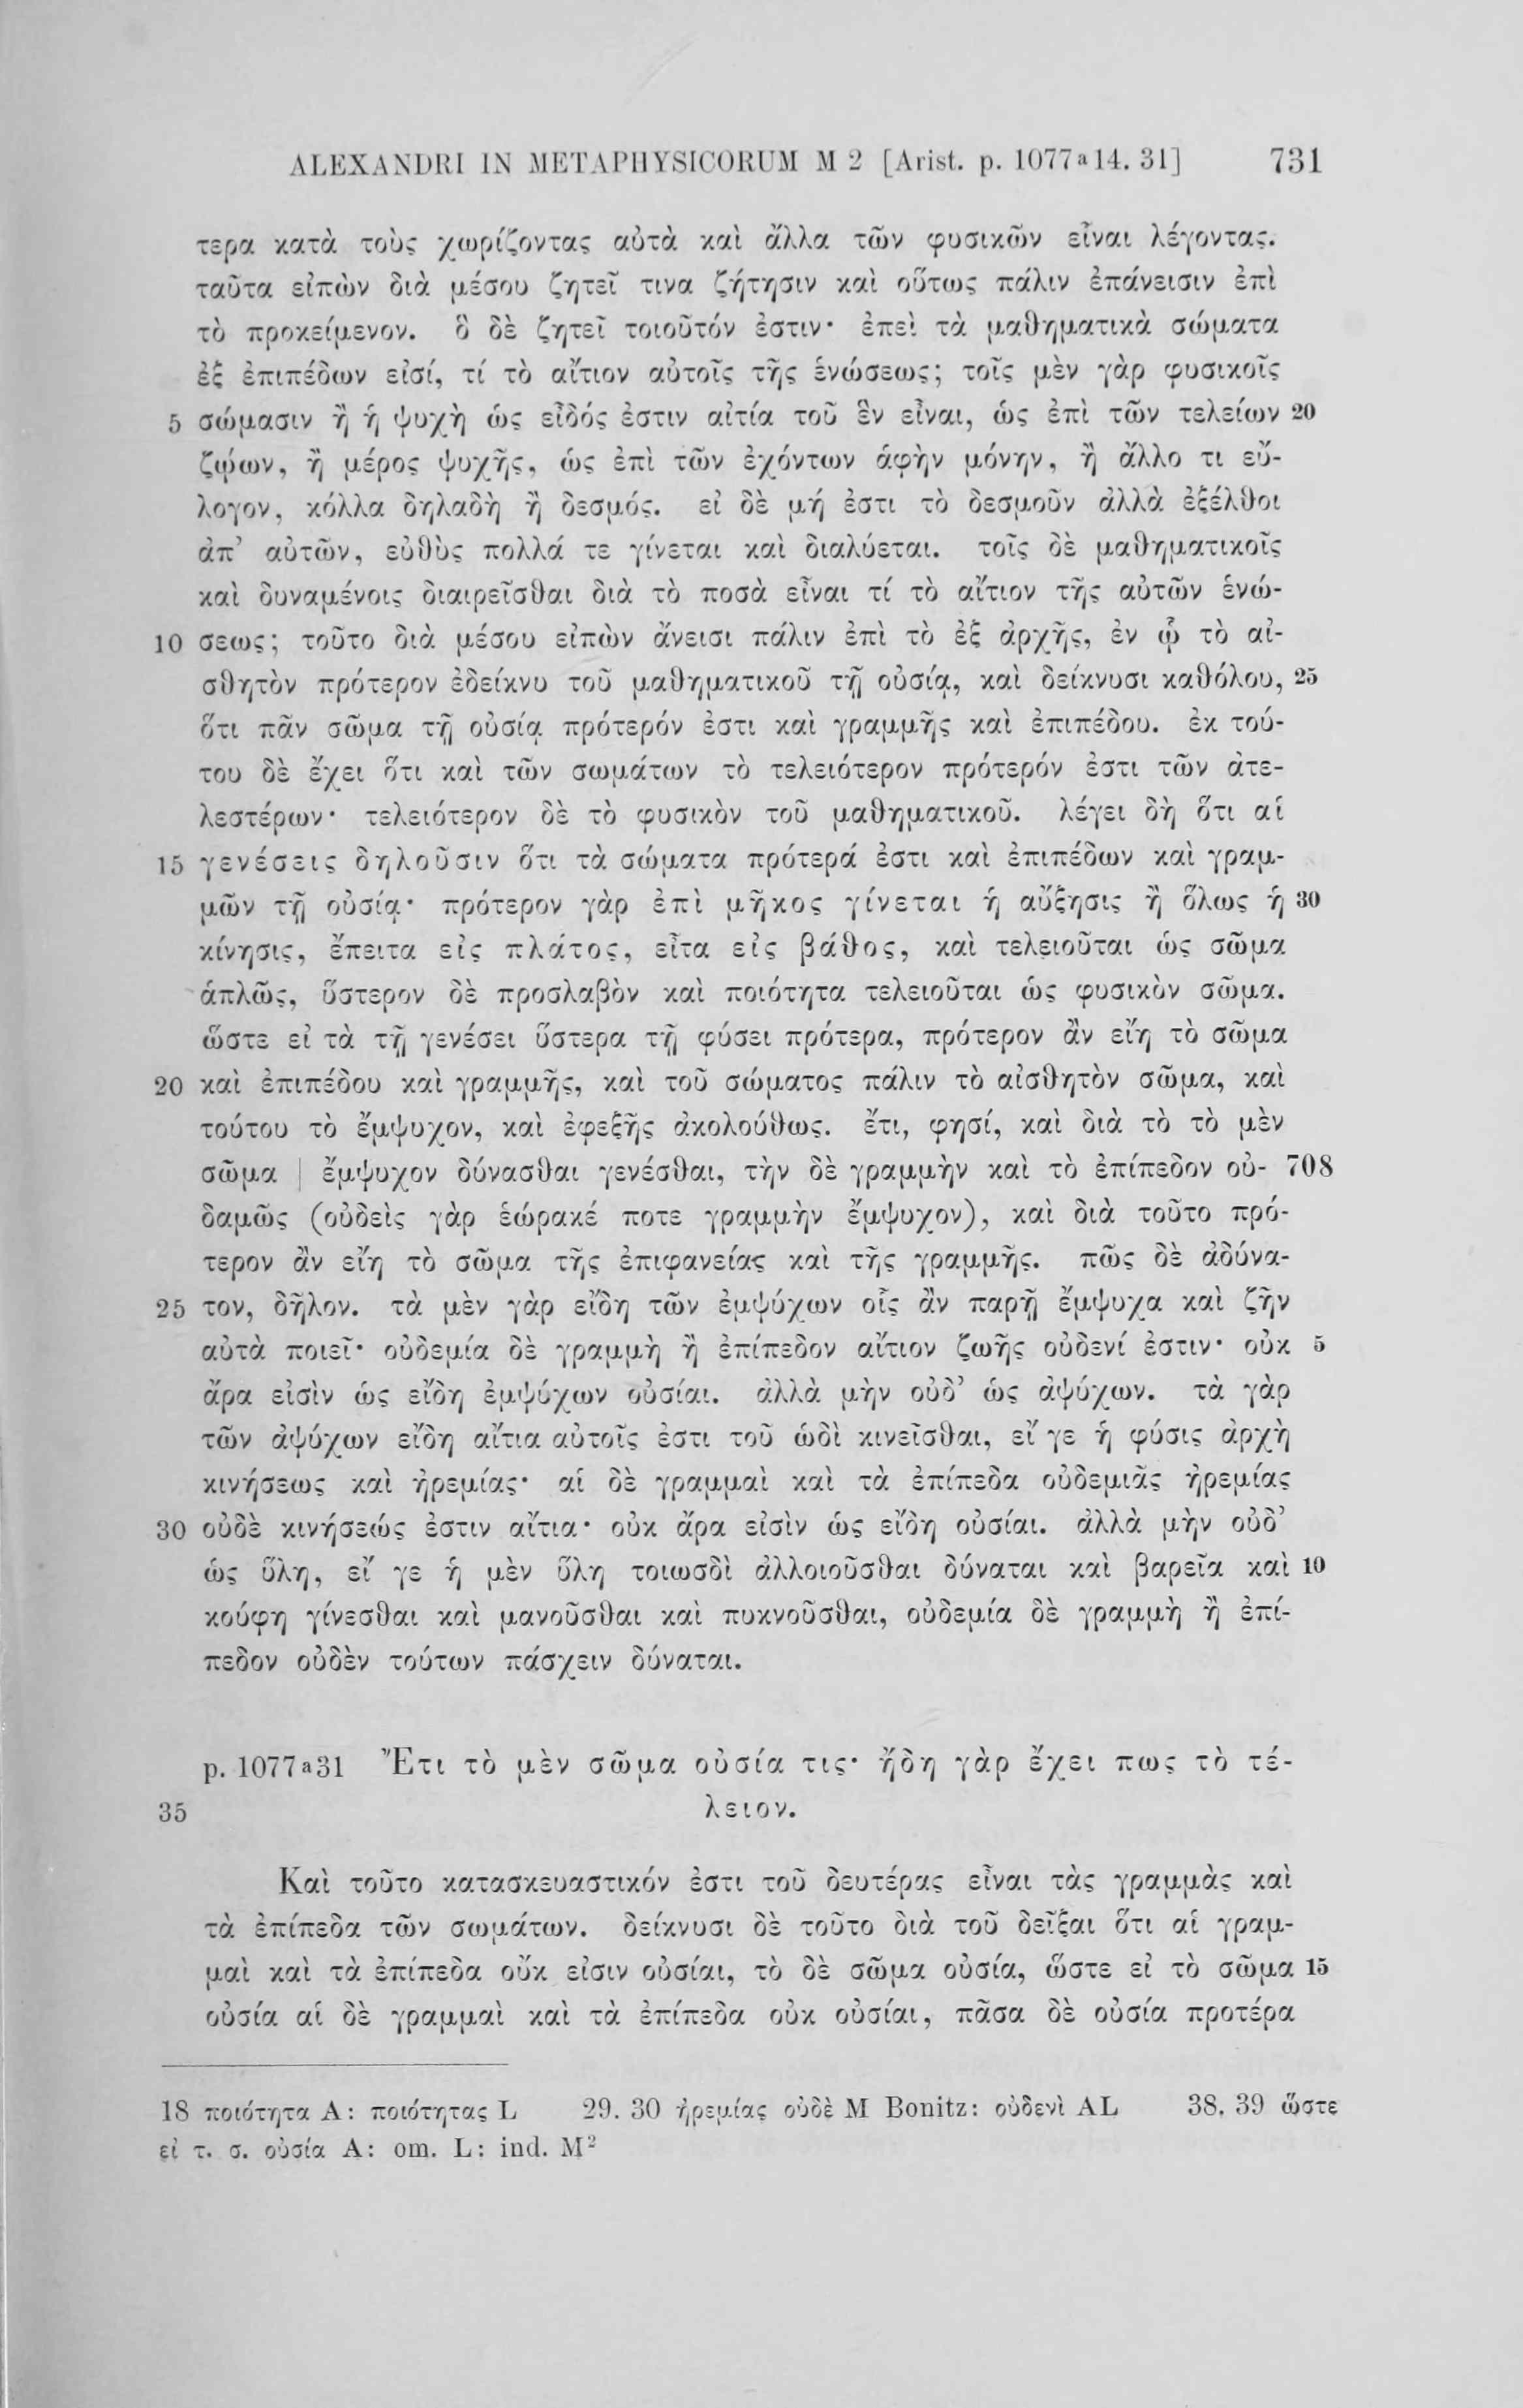 ALEXANDRI IN METAPHYSICORUM M 2 [Arist. p. 1077ᵃ14. 31] 731
τερα κατὰ τοὺς χωρίζοντας αὐτὰ καὶ ἄλλα τῶν φυσικῶν εἶναι λέγοντας.
ταῦτα εἰπὼν διὰ μέσου ζητεῖ τινα ζήτησιν καὶ οὕτως πάλιν ἐπάνεισιν ἐπὶ
τὸ προκείμενον. ὃ δὲ ζητεῖ τοιοῦτόν ἐστιν· ἐπεὶ τὰ μαθηματικὰ σώματα
ἐξ ἐπιπέδων εἰσί, τί τὸ αἴτιον αὐτοῖς τῆς ἑνώσεως; τοῖς μὲν γὰρ φυσικοῖς
5 σώμασιν ἢ ἡ ψυχὴ ὡς εἶδός ἐστιν αἰτία τοῦ ἓν εἶναι, ὡς ἐπὶ τῶν τελείων 20
ζῴων, ἢ μέρος ψυχῆς, ὡς ἐπὶ τῶν ἐχόντων ἁφὴν μόνην, ἢ ἄλλο τι εὔ-
λογον, κόλλα δηλαδὴ ἢ δεσμός. εἰ δὲ μή ἐστι τὸ δεσμοῦν ἀλλὰ ἐξέλθοι
ἀπ’ αὐτῶν, εὐθὺς πολλά τε γίνεται καὶ διαλύεται. τοῖς δὲ μαθηματικοῖς
καὶ δυναμένοις διαιρεῖσθαι διὰ τὸ ποσὰ εἶναι τί τὸ αἴτιον τῆς αὐτῶν ἑνώ-
10 σεως; τοῦτο διὰ μέσου εἰπὼν ἄνεισι πάλιν ἐπὶ τὸ ἐξ ἀρχῆς, ἐν ᾧ τὸ αἰ-
σθητὸν πρότερον ἐδείκνυ τοῦ μαθηματικοῦ τῇ οὐσίᾳ, καὶ δείκνυσι καθόλου, 25
ὅτι πᾶν σῶμα τῇ οὐσίᾳ πρότερόν ἐστι καὶ γραμμῆς καὶ ἐπιπέδου. ἐκ τού-
του δὲ ἔχει ὅτι καὶ τῶν σωμάτων τὸ τελειότερον πρότερόν ἐστι τῶν ἀτε-
λεστέρων· τελειότερον δὲ τὸ φυσικὸν τοῦ μαθηματικοῦ. λέγει δὴ ὅτι αἱ
15 γενέσεις δηλοῦσιν ὅτι τὰ σώματα πρότερά ἐστι καὶ ἐπιπέδων καὶ γραμ-
μῶν τῇ οὐσίᾳ· πρότερον γὰρ ἐπὶ μῆκος γίνεται ἡ αὔξησις ἢ ὅλως ἡ 30
κίνησις, ἔπειτα εἰς πλάτος, εἶτα εἰς βάθος, καὶ τελειοῦται ὡς σῶμα
ἁπλῶς, ὕστερον δὲ προσλαβὸν καὶ ποιότητα τελειοῦται ὡς φυσικὸν σῶμα.
ὥστε εἰ τὰ τῇ γενέσει ὕστερα τῇ φύσει πρότερα, πρότερον ἂν εἴη τὸ σῶμα
20 καὶ ἐπιπέδου καὶ γραμμῆς, καὶ τοῦ σώματος πάλιν τὸ αἰσθητὸν σῶμα, καὶ
τούτου τὸ ἔμψυχον, καὶ ἐφεξῆς ἀκολούθως. ἔτι, φησί, καὶ διὰ τὸ τὸ μὲν
σῶμα | ἔμψυχον δύνασθαι γενέσθαι, τὴν δὲ γραμμὴν καὶ τὸ ἐπίπεδον οὐ- 708
δαμῶς (οὐδεὶς γὰρ ἑώρακέ ποτε γραμμὴν ἔμψυχον), καὶ διὰ τοῦτο πρό-
τερον ἂν εἴη τὸ σῶμα τῆς ἐπιφανείας καὶ τῆς γραμμῆς. πῶς δὲ ἀδύνα-
25 τον, δῆλον. τὰ μὲν γὰρ εἴδη τῶν ἐμψύχων οἷς ἂν παρῇ ἔμψυχα καὶ ζῆν
αὐτὰ ποιεῖ· οὐδεμία δὲ γραμμὴ ἢ ἐπίπεδον αἴτιον ζωῆς οὐδενί ἐστιν· οὐκ 5
ἄρα εἰσὶν ὡς εἴδη ἐμψύχων οὐσίαι. ἀλλὰ μὴν οὐδ’ ὡς ἀψύχων. τὰ γὰρ
τῶν ἀψύχων εἴδη αἴτια αὐτοῖς ἐστι τοῦ ὡδὶ κινεῖσθαι, εἴ γε ἡ φύσις ἀρχὴ
κινήσεως καὶ ἠρεμίας· αἱ δὲ γραμμαὶ καὶ τὰ ἐπίπεδα οὐδεμιᾶς ἠρεμίας
30 οὐδὲ κινήσεώς ἐστιν αἴτια· οὐκ ἄρα εἰσὶν ὡς εἴδη οὐσίαι. ἀλλὰ μὴν οὐδ’
ὡς ὕλη, εἴ γε ἡ μὲν ὕλη τοιωσδὶ ἀλλοιοῦσθαι δύναται καὶ βαρεῖα καὶ 10
κούφη γίνεσθαι καὶ μανοῦσθαι καὶ πυκνοῦσθαι, οὐδεμία δὲ γραμμὴ ἢ ἐπί-
πεδον οὐδὲν τούτων πάσχειν δύναται.
p. 1077ᵃ31 Ἔτι τὸ μὲν σῶμα οὐσία τις· ἤδη γὰρ ἔχει πως τὸ τέ-
35 λειον.
Καὶ τοῦτο κατασκευαστικόν ἐστι τοῦ δευτέρας εἶναι τὰς γραμμὰς καὶ
τὰ ἐπίπεδα τῶν σωμάτων. δείκνυσι δὲ τοῦτο διὰ τοῦ δεῖξαι ὅτι αἱ γραμ-
μαὶ καὶ τὰ ἐπίπεδα οὔκ εἰσιν οὐσίαι, τὸ δὲ σῶμα οὐσία, ὥστε εἰ τὸ σῶμα 15
οὐσία αἱ δὲ γραμμαὶ καὶ τὰ ἐπίπεδα οὐκ οὐσίαι, πᾶσα δὲ οὐσία προτέρα
18 ποιότητα A: ποιότητας L 29. 30 ἠρεμίας οὐδὲ M Bonitz: οὐδενὶ AL 38. 39 ὥστε
εἰ τ. σ. οὐσία A: om. L: ind. M²